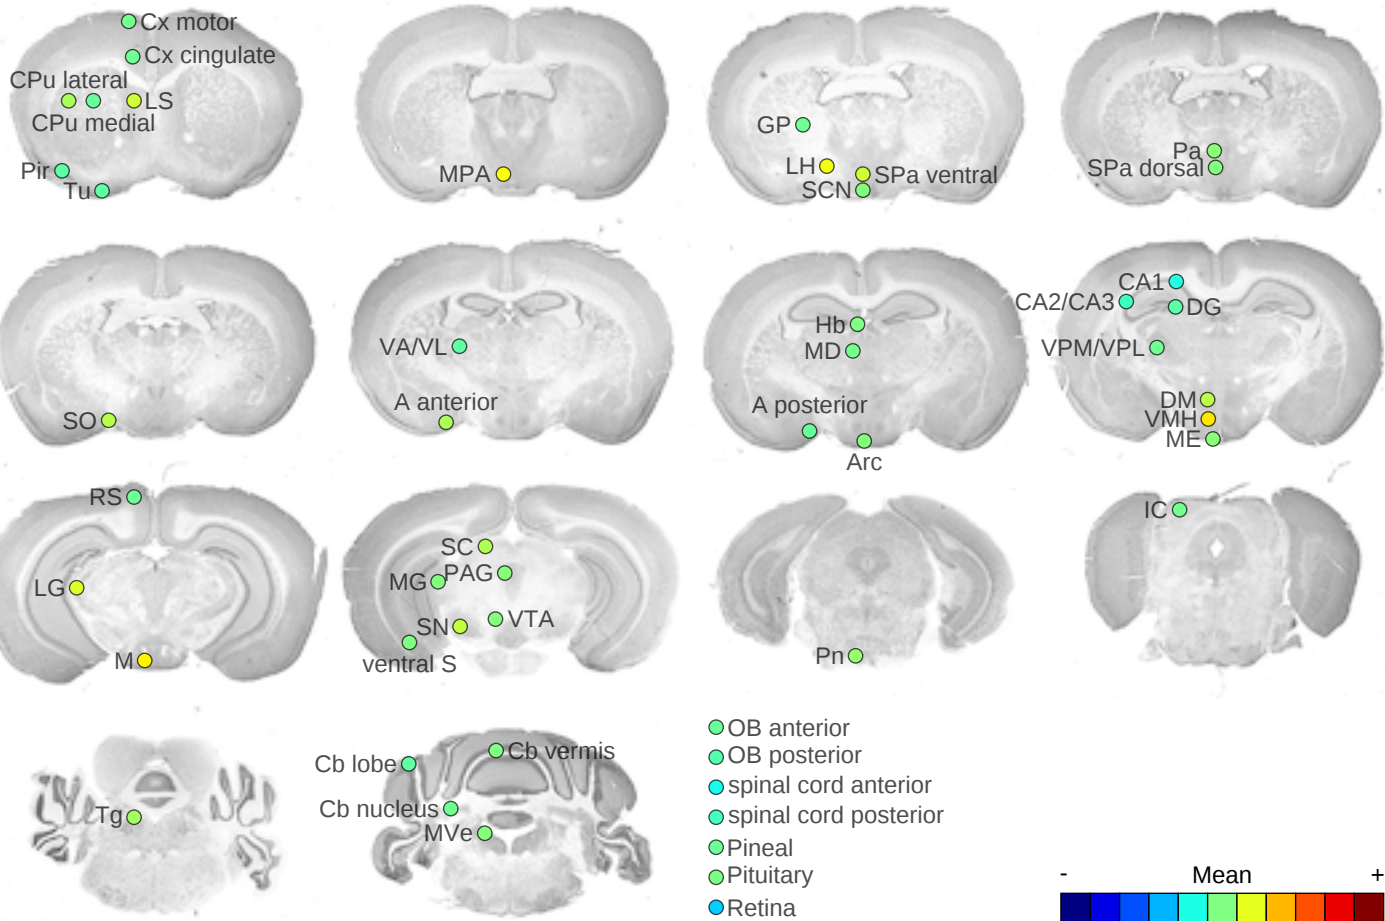 Cx motor
Cx cingulate
CPu lateral
LS
CPu medial
Pir
Tu
MPA
GP
LH
SPa ventral
SCN
Pa
SPa dorsal
SO
VA/VL
A anterior
Hb
MD
A posterior
Arc
CA1
CA2/CA3
DG
VPM/VPL
DM
VMH
ME
RS
LG
M
SC
MG
PAG
SN
VTA
ventral S
Pn
IC
Tg
Cb lobe
Cb vermis
Cb nucleus
MVe
OB anterior
OB posterior
spinal cord anterior
spinal cord posterior
Pineal
Pituitary
Retina
- Mean +